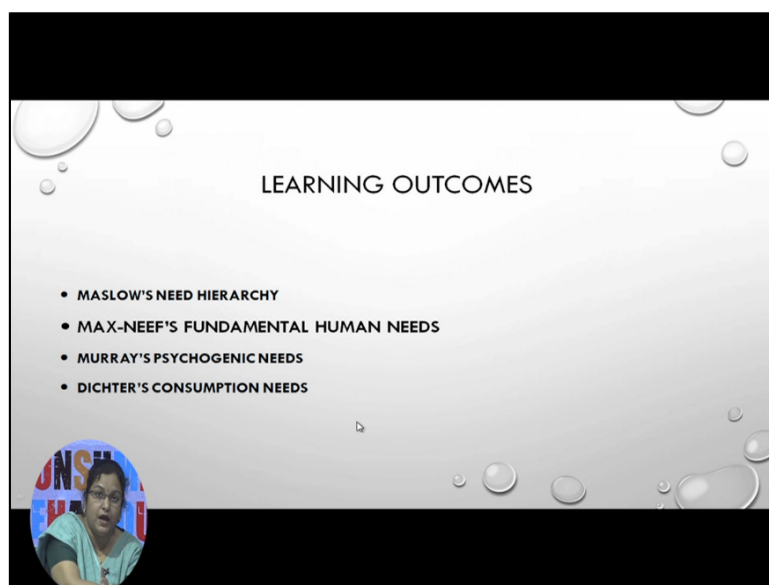 LEARNING OUTCOMES
• MASLOW'S NEED HIERARCHY
• MAX-NEEF'S FUNDAMENTAL HUMAN NEEDS
• MURRAY'S PSYCHOGENIC NEEDS
• DICHTER'S CONSUMPTION NEEDS